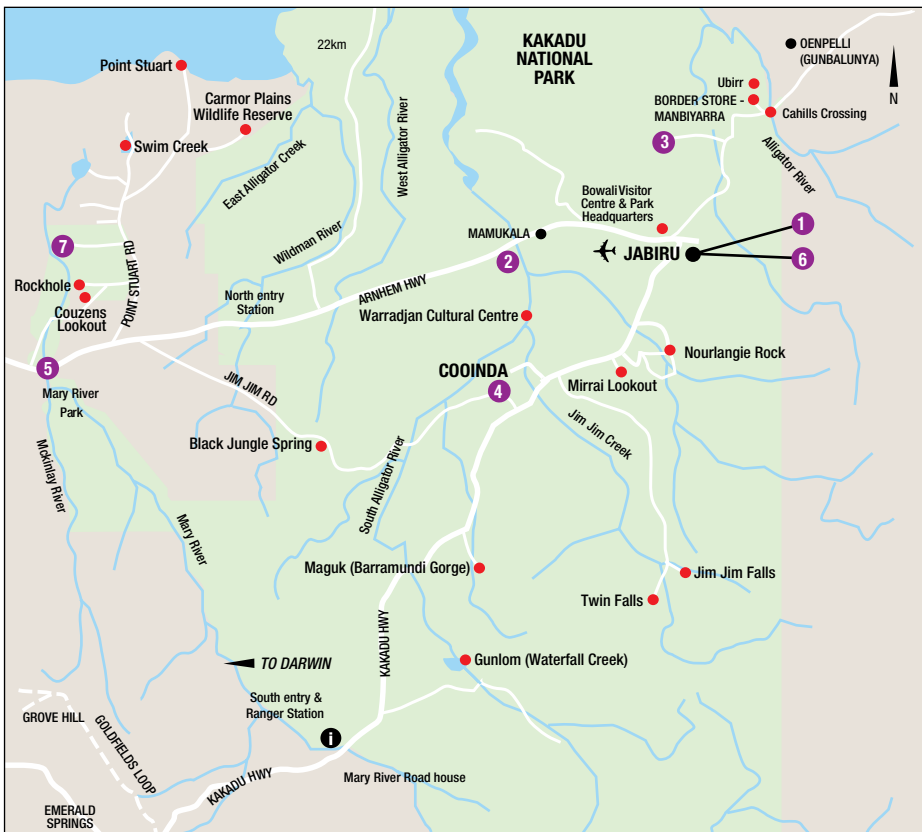 22km
KAKADU
NATIONAL
PARK
OENPELLI
(GUNBALUNYA)
Point Stuart
Carmor Plains
Wildlife Reserve
Ubirr
BORDER STORE -
MANBIYARRA
Cahills Crossing
N
Swim Creek
East Alligator Creek
West Alligator River
3
Alligator River
Bowali Visitor
Centre & Park
Headquarters
1
7
Wildman River
MAMUKALA
JABIRU
2
6
Rockhole
Couzens
Lookout
POINT STUART RD
North entry
Station
ARNHEM HWY
Warradjan Cultural Centre
5
Mary River
Park
JIM JIM RD
COOINDA
4
Nourlangie Rock
Mirrai Lookout
Jim Jim Creek
Black Jungle Spring
South Alligator River
Mckinlay River
Mary River
Maguk (Barramundi Gorge)
Jim Jim Falls
Twin Falls
KAKADU HWY
TO DARWIN
Gunlom (Waterfall Creek)
South entry &
Ranger Station
i
GROVE HILL
GOLDFIELDS LOOP
KAKADU HWY
Mary River Road house
EMERALD
SPRINGS